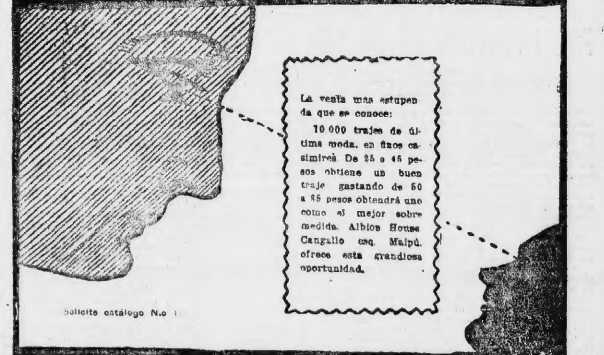 La venta mas estupen
da que se conoce:
10 000 trajes de úl-
tima moda, en finos ca-
simires. De 25 a 45 pe-
sos obtiene un buen
traje gastando de 50
a 85 pesos obtendrá uno
como el mejor sobre
medida. Albion House
Cangallo esq. Maipú.
ofrece esta grandiosa
oportunidad.
Solicite catálogo N.o